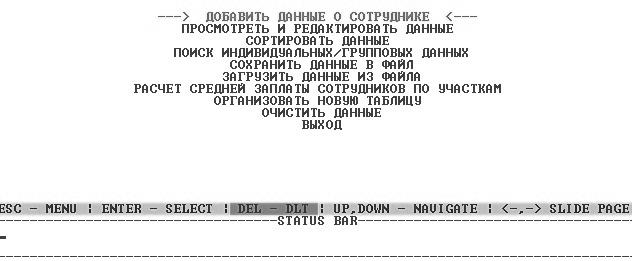 ---> ДОБАВИТЬ ДАННЫЕ О СОТРУДНИКЕ <---
ПРОСМОТРЕТЬ И РЕДАКТИРОВАТЬ ДАННЫЕ
СОРТИРОВАТЬ ДАННЫЕ
ПОИСК ИНДИВИДУАЛЬНЫХ/ГРУППОВЫХ ДАННЫХ
СОХРАНИТЬ ДАННЫЕ В ФАЙЛ
ЗАГРУЗИТЬ ДАННЫЕ ИЗ ФАЙЛА
РАСЧЕТ СРЕДНЕЙ ЗАПЛАТЫ СОТРУДНИКОВ ПО УЧАСТКАМ
ОРГАНИЗОВАТЬ НОВУЮ ТАБЛИЦУ
ОЧИСТИТЬ ДАННЫЕ
ВЫХОД
ESC - MENU ¦ ENTER - SELECT ¦ DEL - DLT ¦ UP,DOWN - NAVIGATE ¦ <-,-> SLIDE PAGE
STATUS BAR